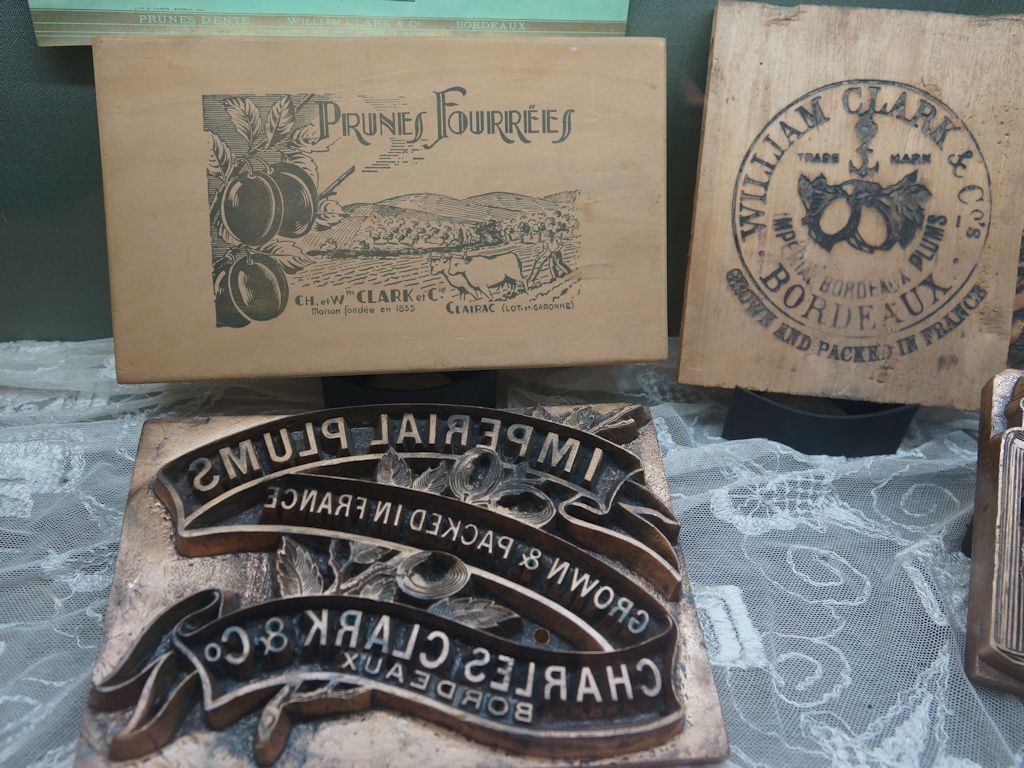 PRUNES D'ENTE WILLIAM CLARK & Co BORDEAUX
PRUNES FOURRÉES
CH. et Wm CLARK et Cie
Maison fondée en 1855
CLAIRAC (LOT-ET-GARONNE)
WILLIAM CLARK & Co's
TRADE MARK
IMPERIAL BORDEAUX PLUMS
BORDEAUX
GROWN AND PACKED IN FRANCE
IMPERIAL PLUMS
GROWN & PACKED IN FRANCE
CHARLES CLARK & Co
BORDEAUX